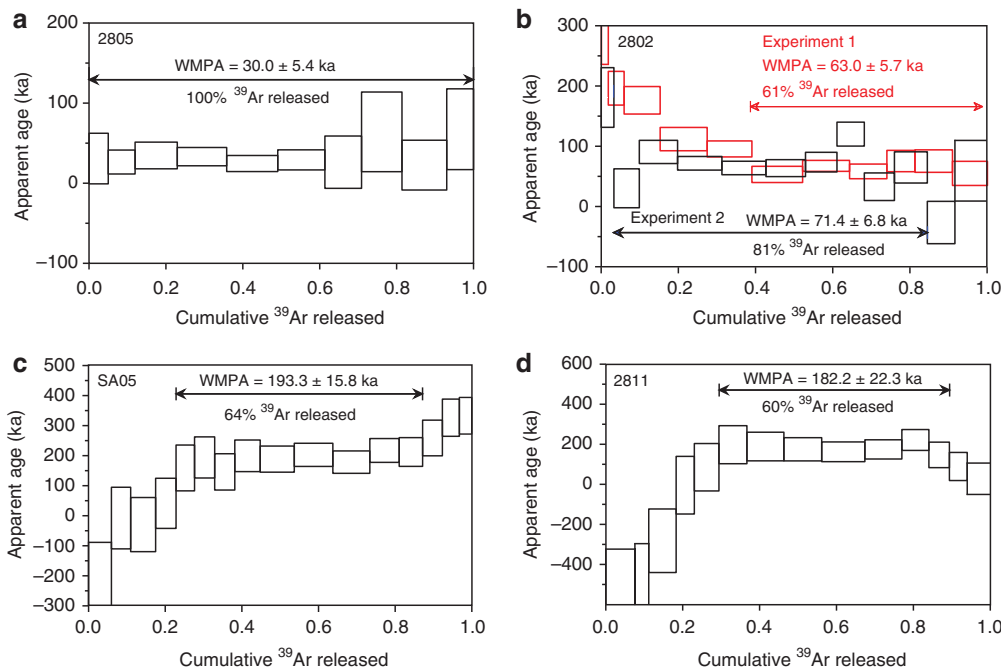 a
2805
WMPA = 30.0 ± 5.4 ka
100% ³⁹Ar released
200
100
0
−100
Apparent age (ka)
0.0 0.2 0.4 0.6 0.8 1.0
Cumulative ³⁹Ar released
b
2802
Experiment 1
WMPA = 63.0 ± 5.7 ka
61% ³⁹Ar released
Experiment 2
WMPA = 71.4 ± 6.8 ka
81% ³⁹Ar released
300
200
100
0
−100
Apparent age (ka)
0.0 0.2 0.4 0.6 0.8 1.0
Cumulative ³⁹Ar released
c
SA05
WMPA = 193.3 ± 15.8 ka
64% ³⁹Ar released
500
400
300
200
100
0
−100
−200
−300
Apparent age (ka)
0.0 0.2 0.4 0.6 0.8 1.0
Cumulative ³⁹Ar released
d
2811
WMPA = 182.2 ± 22.3 ka
60% ³⁹Ar released
600
400
200
0
−200
−400
Apparent age (ka)
0.0 0.2 0.4 0.6 0.8 1.0
Cumulative ³⁹Ar released